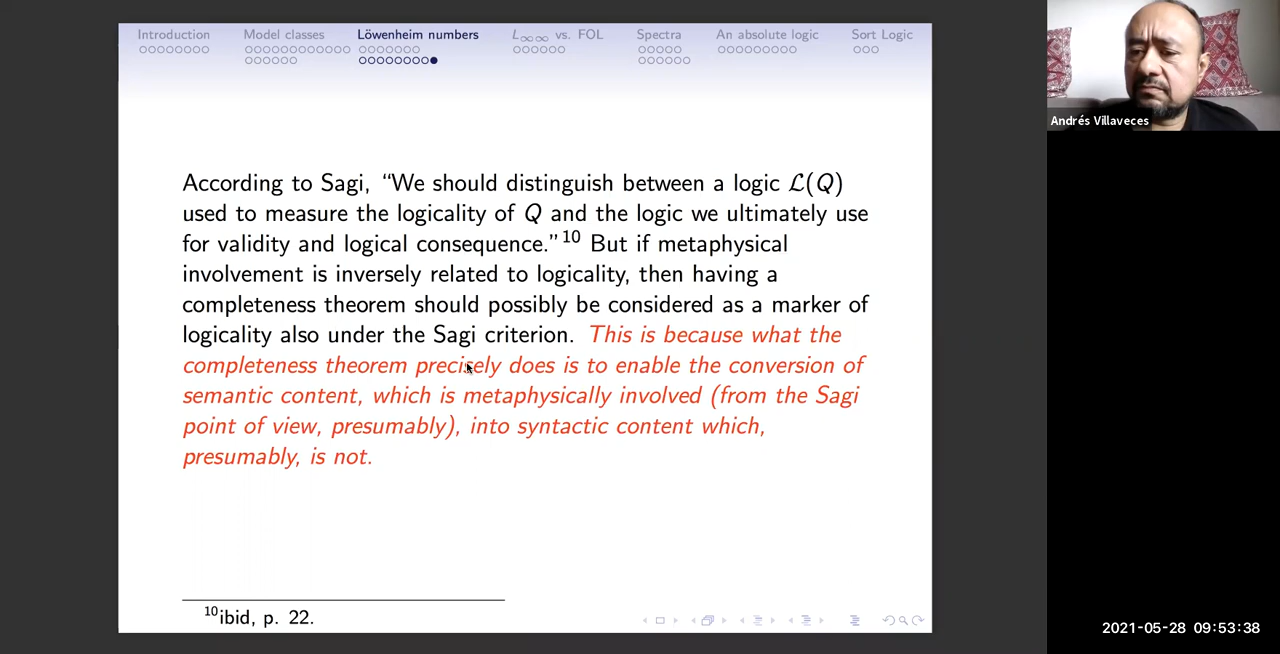 Introduction Model classes Löwenheim numbers L∞∞ vs. FOL Spectra An absolute logic Sort Logic
According to Sagi, “We should distinguish between a logic ℒ(Q)
used to measure the logicality of Q and the logic we ultimately use
for validity and logical consequence.”10 But if metaphysical
involvement is inversely related to logicality, then having a
completeness theorem should possibly be considered as a marker of
logicality also under the Sagi criterion. This is because what the
completeness theorem precisely does is to enable the conversion of
semantic content, which is metaphysically involved (from the Sagi
point of view, presumably), into syntactic content which,
presumably, is not.
10ibid, p. 22.
Andrés Villaveces
2021-05-28 09:53:38